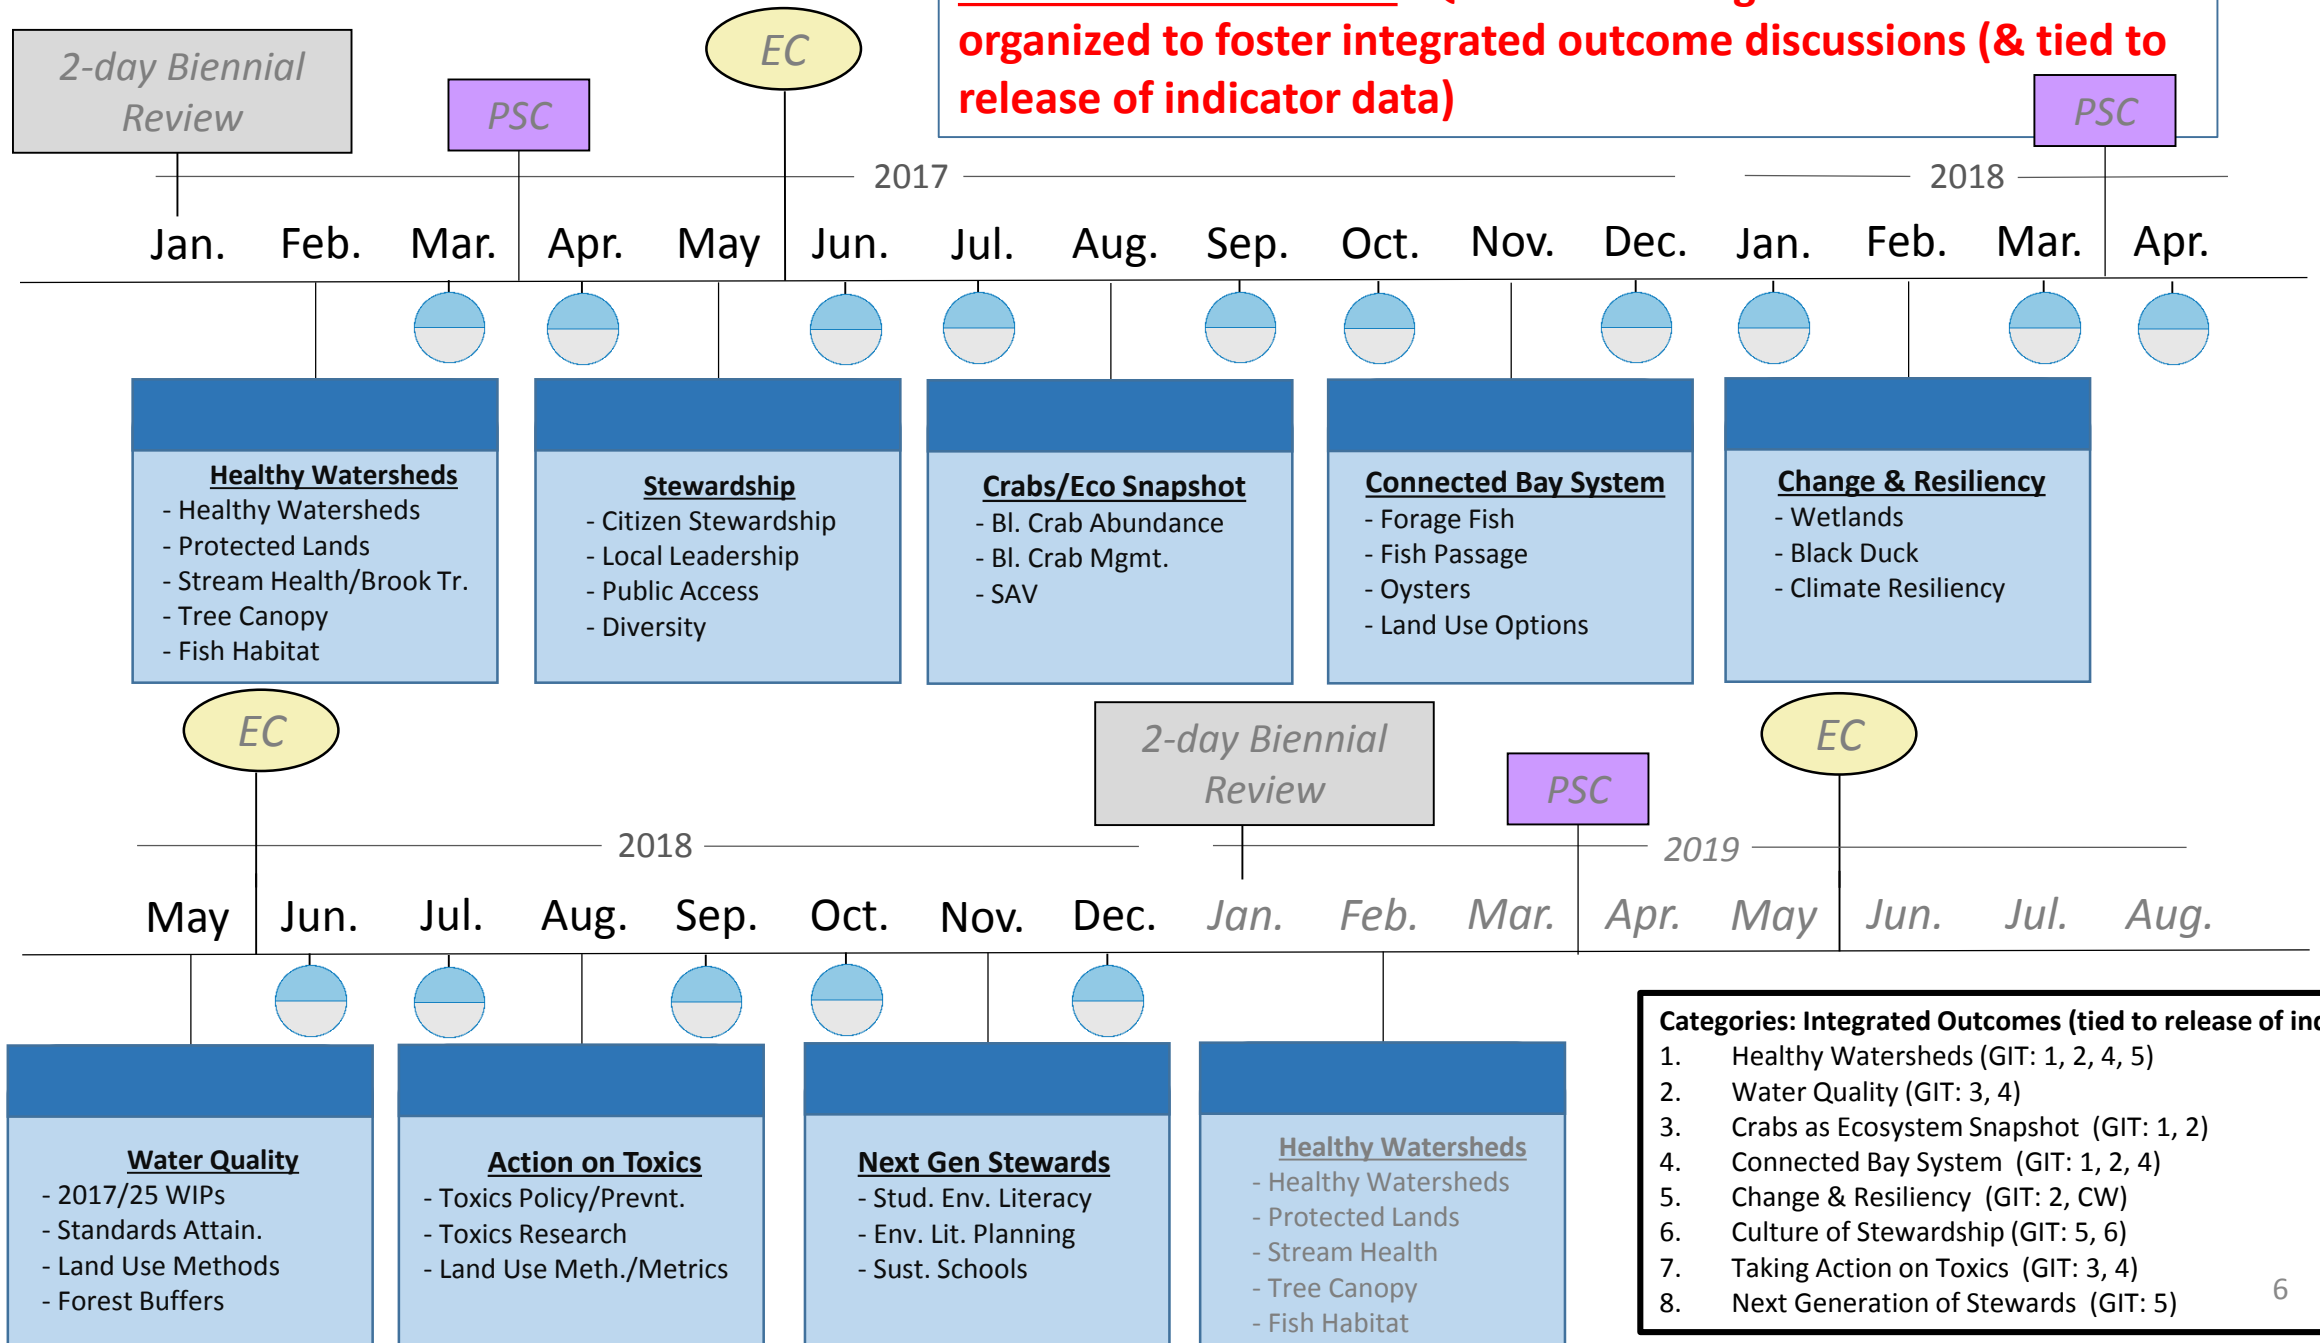 organized to foster integrated outcome discussions (& tied to
release of indicator data)
2-day Biennial
Review
PSC
EC
PSC
2017
2018
Jan.
Feb.
Mar.
Apr.
May
Jun.
Jul.
Aug.
Sep.
Oct.
Nov.
Dec.
Jan.
Feb.
Mar.
Apr.
Healthy Watersheds
- Healthy Watersheds
- Protected Lands
- Stream Health/Brook Tr.
- Tree Canopy
- Fish Habitat
Stewardship
- Citizen Stewardship
- Local Leadership
- Public Access
- Diversity
Crabs/Eco Snapshot
- Bl. Crab Abundance
- Bl. Crab Mgmt.
- SAV
Connected Bay System
- Forage Fish
- Fish Passage
- Oysters
- Land Use Options
Change & Resiliency
- Wetlands
- Black Duck
- Climate Resiliency
EC
2-day Biennial
Review
PSC
EC
2018
2019
May
Jun.
Jul.
Aug.
Sep.
Oct.
Nov.
Dec.
Jan.
Feb.
Mar.
Apr.
May
Jun.
Jul.
Aug.
Water Quality
- 2017/25 WIPs
- Standards Attain.
- Land Use Methods
- Forest Buffers
Action on Toxics
- Toxics Policy/Prevnt.
- Toxics Research
- Land Use Meth./Metrics
Next Gen Stewards
- Stud. Env. Literacy
- Env. Lit. Planning
- Sust. Schools
Healthy Watersheds
- Healthy Watersheds
- Protected Lands
- Stream Health
- Tree Canopy
- Fish Habitat
Categories: Integrated Outcomes (tied to release of
1. Healthy Watersheds (GIT: 1, 2, 4, 5)
2. Water Quality (GIT: 3, 4)
3. Crabs as Ecosystem Snapshot (GIT: 1, 2)
4. Connected Bay System (GIT: 1, 2, 4)
5. Change & Resiliency (GIT: 2, CW)
6. Culture of Stewardship (GIT: 5, 6)
7. Taking Action on Toxics (GIT: 3, 4)
8. Next Generation of Stewards (GIT: 5)
6